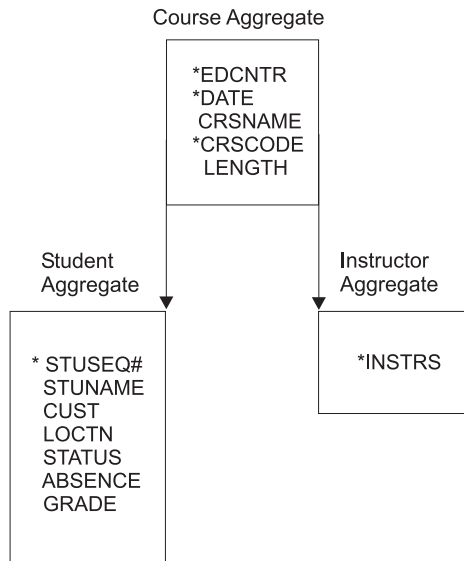 Course Aggregate
*EDCNTR
*DATE
CRSNAME
*CRSCODE
LENGTH
Student
Aggregate
* STUSEQ#
STUNAME
CUST
LOCTN
STATUS
ABSENCE
GRADE
Instructor
Aggregate
*INSTRS